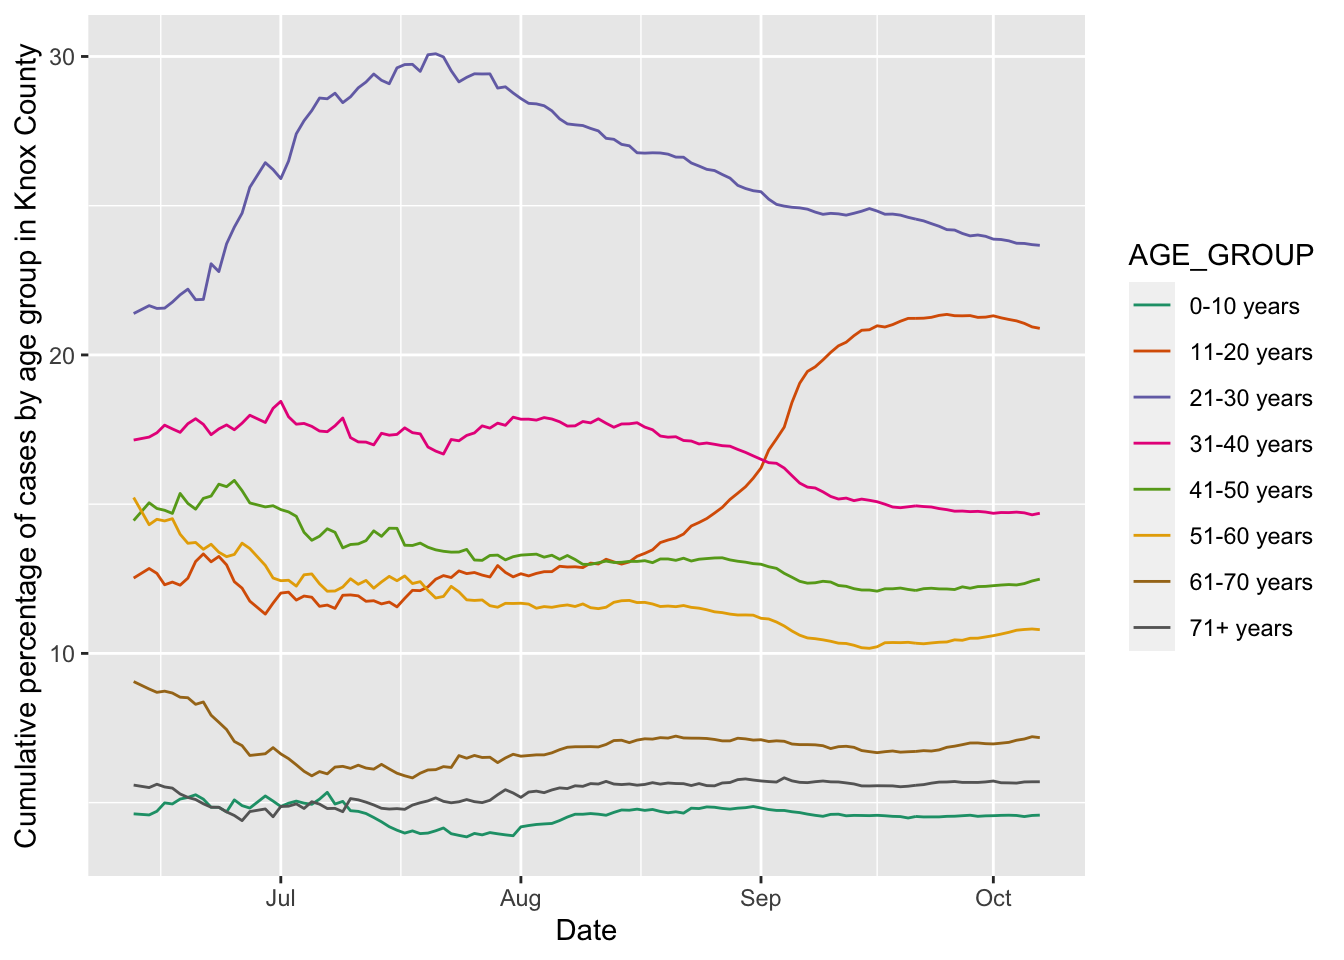 Cumulative percentage of cases by age group in Knox County
30
20
10
Jul
Aug
Sep
Oct
Date
AGE_GROUP
0-10 years
11-20 years
21-30 years
31-40 years
41-50 years
51-60 years
61-70 years
71+ years